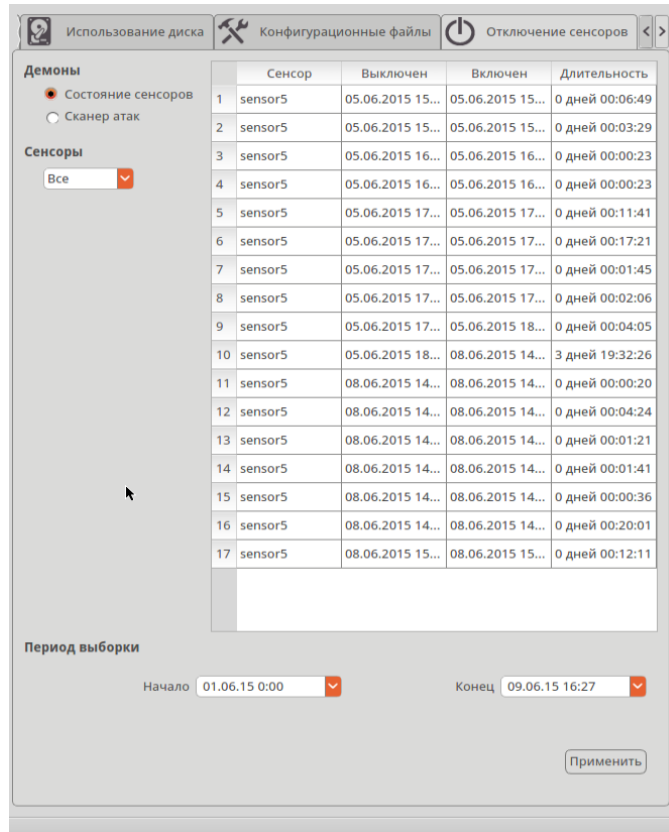 Использование диска Конфигурационные файлы Отключение сенсоров
Демоны
Состояние сенсоров
Сканер атак
Сенсоры
Все
Сенсор Выключен Включен Длительность
1 sensor5 05.06.2015 15... 05.06.2015 15... 0 дней 00:06:49
2 sensor5 05.06.2015 15... 05.06.2015 15... 0 дней 00:03:29
3 sensor5 05.06.2015 16... 05.06.2015 16... 0 дней 00:00:23
4 sensor5 05.06.2015 16... 05.06.2015 16... 0 дней 00:00:23
5 sensor5 05.06.2015 17... 05.06.2015 17... 0 дней 00:11:41
6 sensor5 05.06.2015 17... 05.06.2015 17... 0 дней 00:17:21
7 sensor5 05.06.2015 17... 05.06.2015 17... 0 дней 00:01:45
8 sensor5 05.06.2015 17... 05.06.2015 17... 0 дней 00:02:06
9 sensor5 05.06.2015 17... 05.06.2015 18... 0 дней 00:04:05
10 sensor5 05.06.2015 18... 08.06.2015 14... 3 дней 19:32:26
11 sensor5 08.06.2015 14... 08.06.2015 14... 0 дней 00:00:20
12 sensor5 08.06.2015 14... 08.06.2015 14... 0 дней 00:04:24
13 sensor5 08.06.2015 14... 08.06.2015 14... 0 дней 00:01:21
14 sensor5 08.06.2015 14... 08.06.2015 14... 0 дней 00:01:41
15 sensor5 08.06.2015 14... 08.06.2015 14... 0 дней 00:00:36
16 sensor5 08.06.2015 14... 08.06.2015 14... 0 дней 00:20:01
17 sensor5 08.06.2015 15... 08.06.2015 15... 0 дней 00:12:11
Период выборки
Начало 01.06.15 0:00 Конец 09.06.15 16:27
Применить